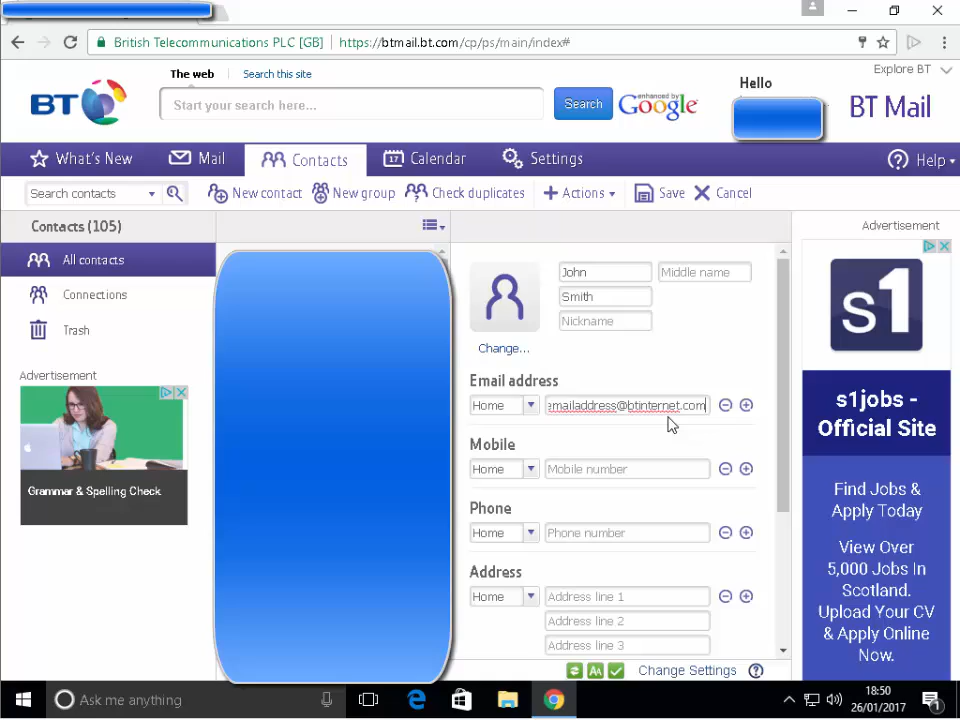 British Telecommunications PLC [GB]
https://btmail.bt.com/cp/ps/main/index#
The web
Search this site
Hello
Explore BT
BT
Start your search here...
Search
enhanced by
Google
BT Mail
What's New
Mail
17
Contacts
Calendar
Settings
Help
Search contacts
New contact
New group
Check duplicates
Actions
Save
Cancel
Contacts (105)
All contacts
Connections
Trash
Advertisement
Grammar & Spelling Check
John
Middle name
Smith
Nickname
Change...
Email address
Home
emailaddress@btinternet.com
Mobile
Home
Mobile number
Phone
Home
Phone number
Address
Home
Address line 1
Address line 2
Address line 3
AA
Change Settings
Advertisement
s1
s1jobs -
Official Site
Find Jobs &
Apply Today
View Over
5,000 Jobs In
Scotland.
Upload Your CV
& Apply Online
Now.
Ask me anything
18:50
26/01/2017
1